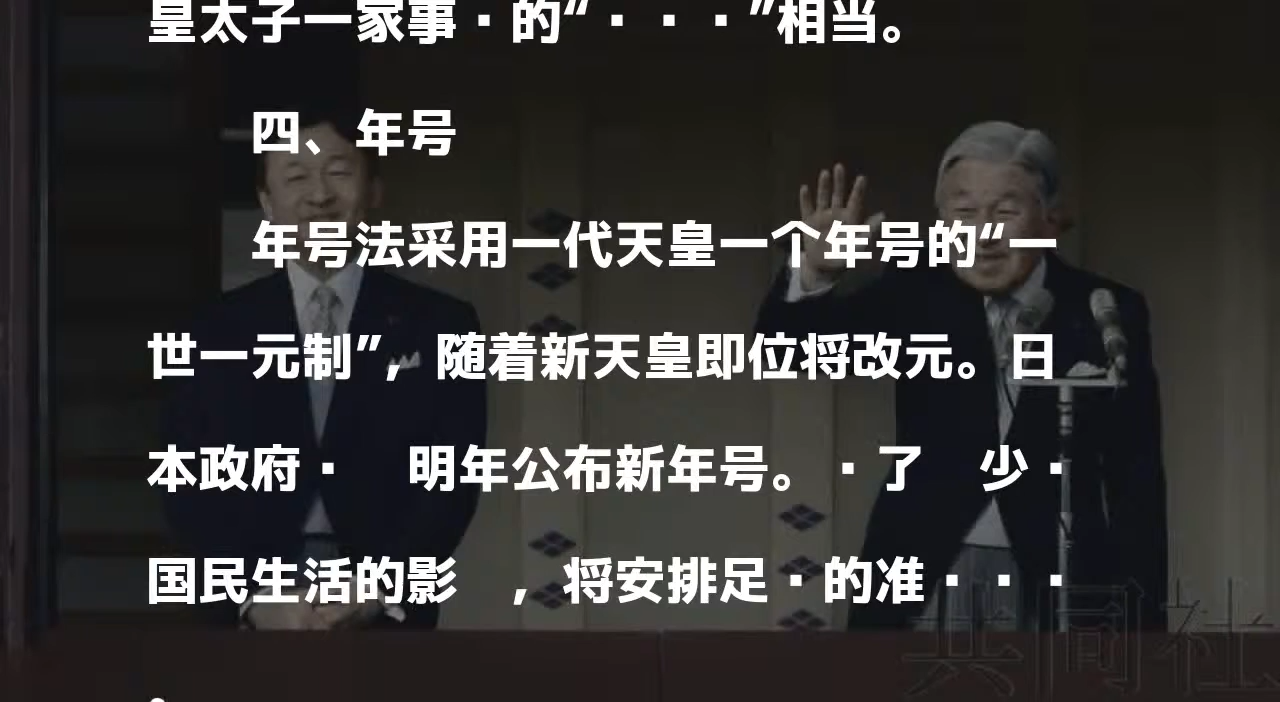 皇太子一家事·的“···”相当。
四、年号
年号法采用一代天皇一个年号的“一
世一元制”，随着新天皇即位将改元。日
本政府· 明年公布新年号。·了 少·
国民生活的影 ，将安排足·的准···
。
共同社